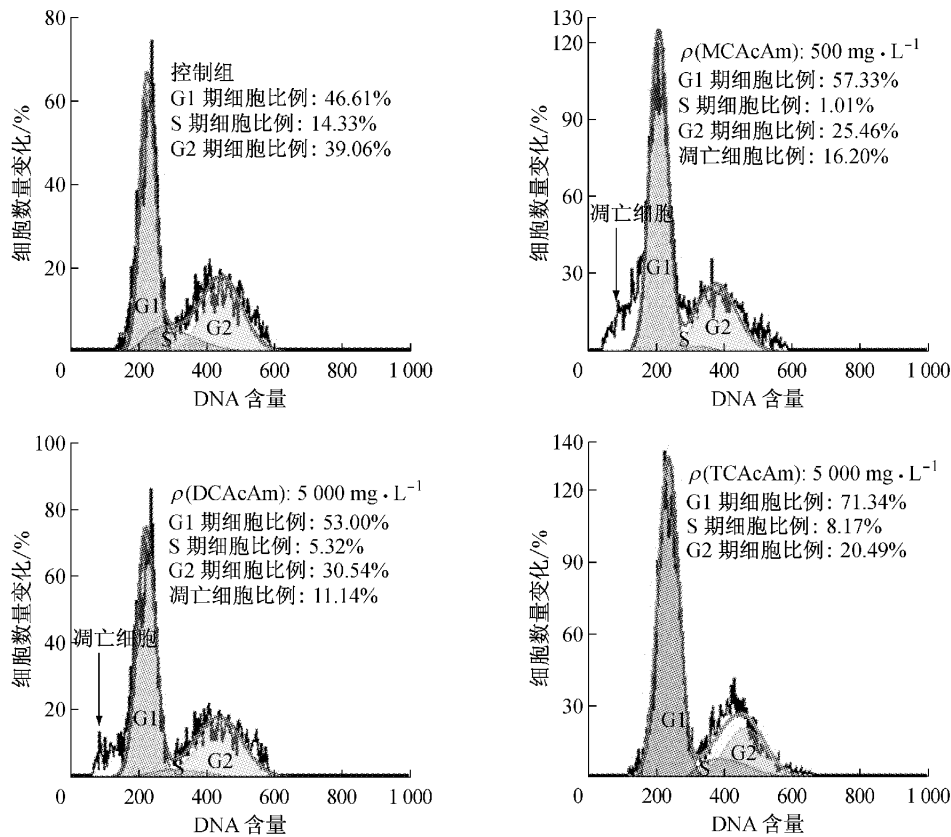 80
60
40
20
0
控制组
G1 期细胞比例: 46.61%
S 期细胞比例: 14.33%
G2 期细胞比例: 39.06%
G1
S
G2
细胞数量变化/%
0 200 400 600 800 1 000
DNA 含量
130
120
90
60
30
0
ρ(MCAcAm): 500 mg·L⁻¹
G1 期细胞比例: 57.33%
S 期细胞比例: 1.01%
G2 期细胞比例: 25.46%
凋亡细胞比例: 16.20%
凋亡细胞
G1
S
G2
细胞数量变化/%
0 200 400 600 800 1 000
DNA 含量
100
80
60
40
20
0
ρ(DCAcAm): 5 000 mg·L⁻¹
G1 期细胞比例: 53.00%
S 期细胞比例: 5.32%
G2 期细胞比例: 30.54%
凋亡细胞比例: 11.14%
凋亡细胞
G1
S
G2
细胞数量变化/%
0 200 400 600 800 1 000
DNA 含量
140
120
90
60
30
0
ρ(TCAcAm): 5 000 mg·L⁻¹
G1 期细胞比例: 71.34%
S 期细胞比例: 8.17%
G2 期细胞比例: 20.49%
G1
S
G2
细胞数量变化/%
0 200 400 600 800 1 000
DNA 含量